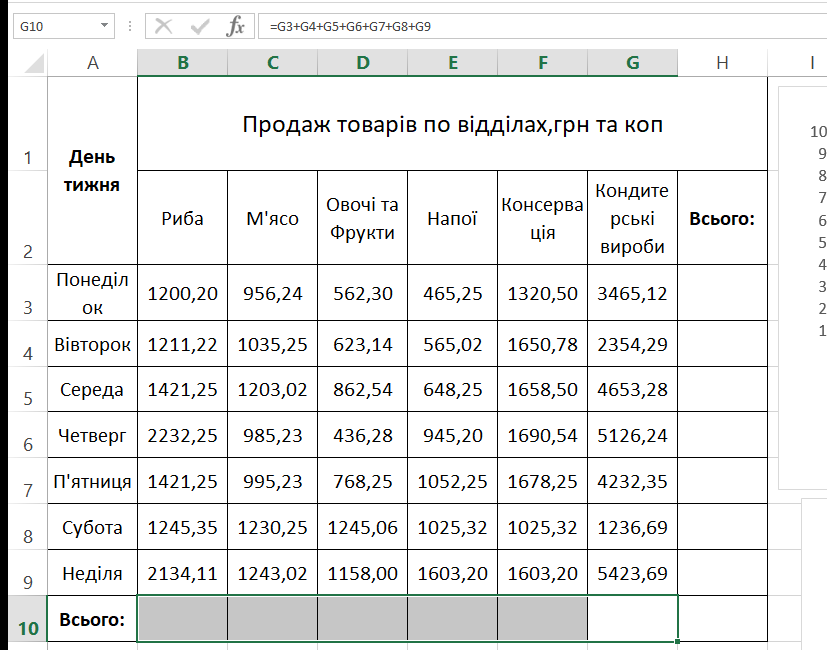 G10 =G3+G4+G5+G6+G7+G8+G9
A B C D E F G H I
1 День тижня Продаж товарів по відділах,грн та коп
2 Риба М'ясо Овочі та Фрукти Напої Консервація Кондитерські вироби Всього:
3 Понеділок 1200,20 956,24 562,30 465,25 1320,50 3465,12
4 Вівторок 1211,22 1035,25 623,14 565,02 1650,78 2354,29
5 Середа 1421,25 1203,02 862,54 648,25 1658,50 4653,28
6 Четверг 2232,25 985,23 436,28 945,20 1690,54 5126,24
7 П'ятниця 1421,25 995,23 768,25 1052,25 1678,25 4232,35
8 Субота 1245,35 1230,25 1245,06 1025,32 1025,32 1236,69
9 Неділя 2134,11 1243,02 1158,00 1603,20 1603,20 5423,69
10 Всього:
10
9
8
7
6
5
4
3
2
1